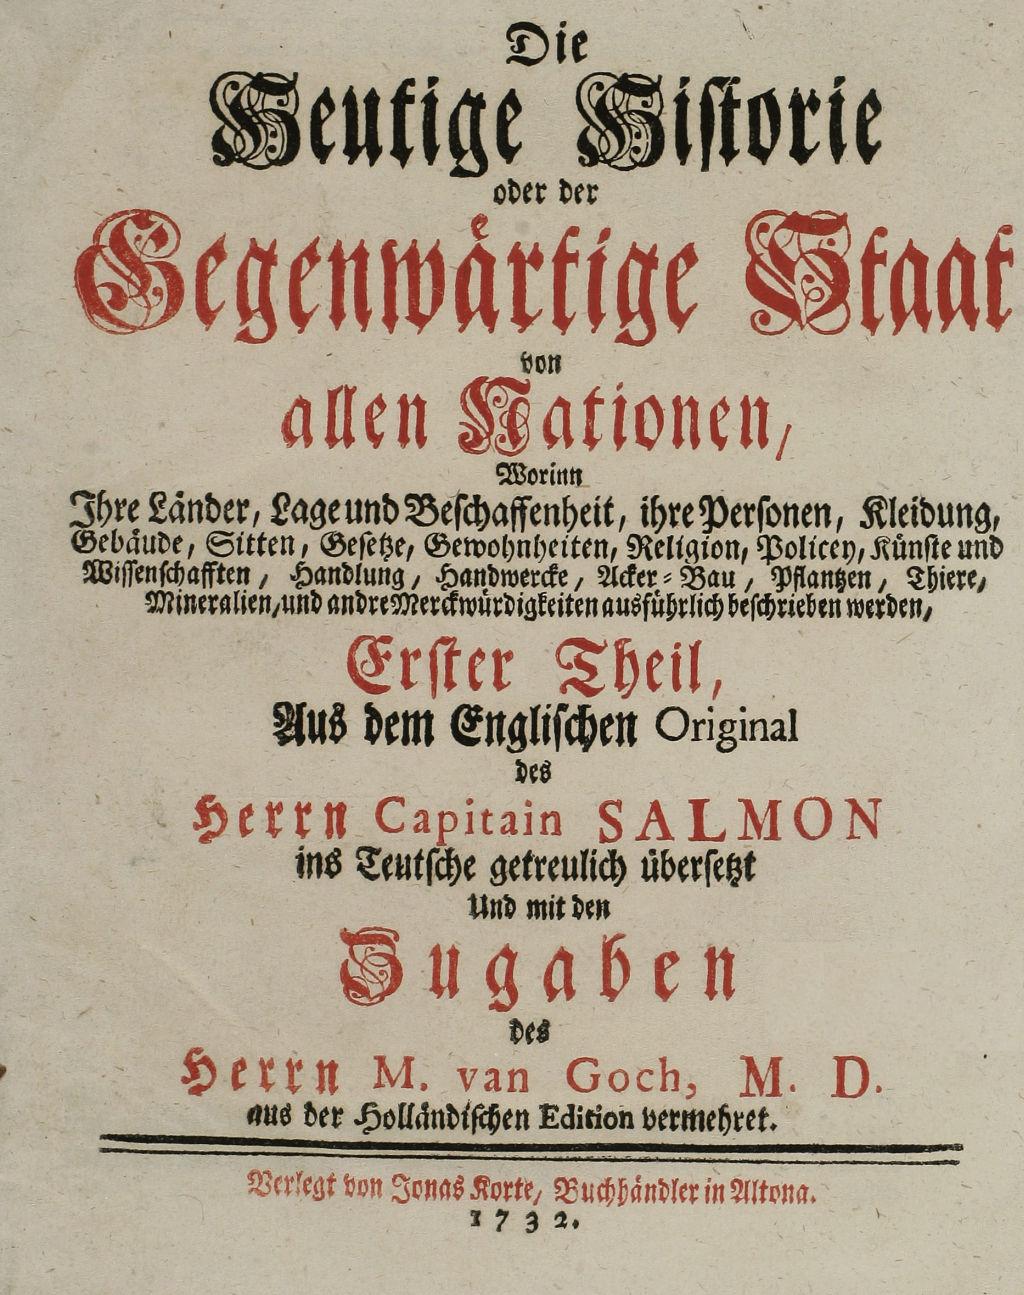 Die
Heutige Historie
oder der
Gegenwärtige Staat
von
allen Nationen,
Worinn
Ihre Länder, Lage und Beschaffenheit, ihre Personen, Kleidung,
Gebäude, Sitten, Gesetze, Gewohnheiten, Religion, Policey, Künste und
Wissenschafften / Handlung / Handwercke / Acker-Bau / Pflantzen / Thiere /
Mineralien / und andre Merckwürdigkeiten ausführlich beschrieben werden /
Erster Theil,
Aus dem Englischen Original
des
Herrn Capitain SALMON
ins Teutsche getreulich übersetzt
Und mit den
Zugaben
des
Herrn M. van Goch, M. D.
aus der Holländischen Edition vermehret.
Verlegt von Jonas Korte / Buchhändler in Altona.
1732.